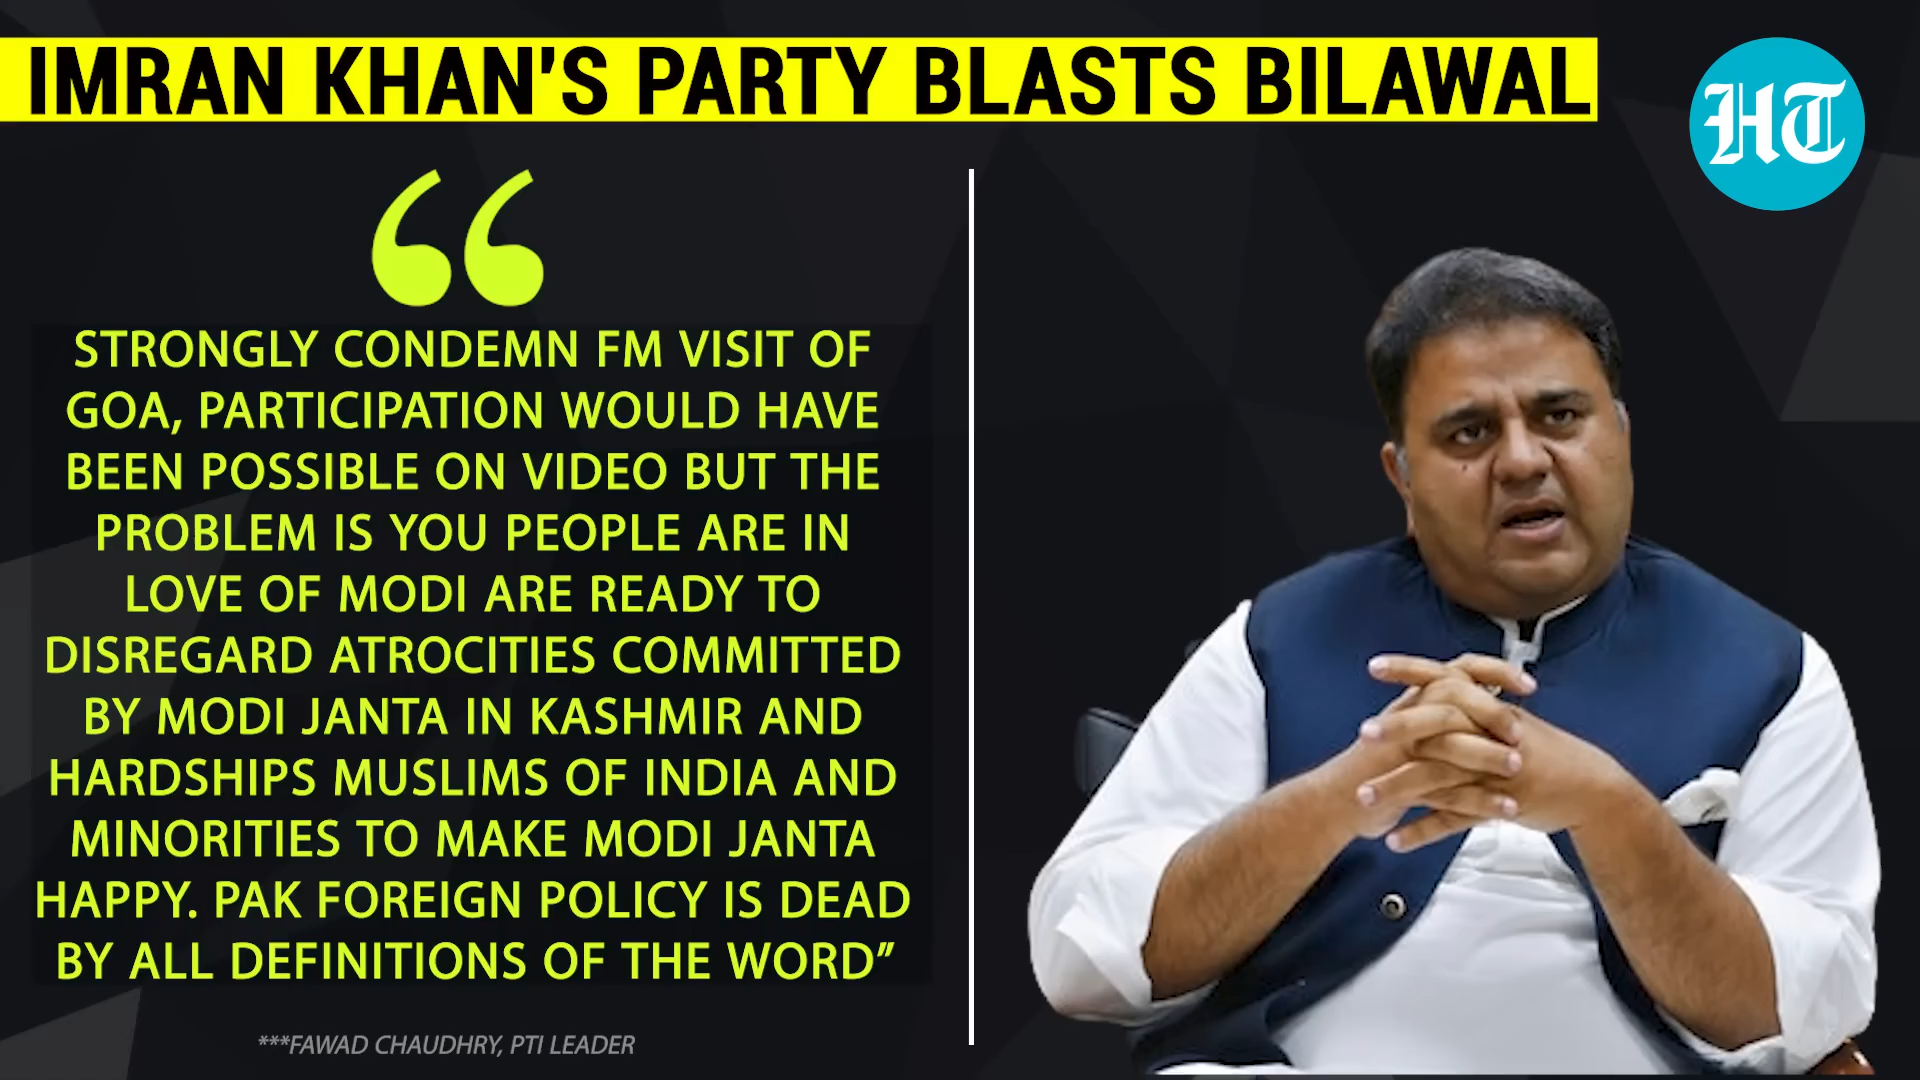 IMRAN KHAN'S PARTY BLASTS BILAWAL
HT
“
STRONGLY CONDEMN FM VISIT OF
GOA, PARTICIPATION WOULD HAVE
BEEN POSSIBLE ON VIDEO BUT THE
PROBLEM IS YOU PEOPLE ARE IN
LOVE OF MODI ARE READY TO
DISREGARD ATROCITIES COMMITTED
BY MODI JANTA IN KASHMIR AND
HARDSHIPS MUSLIMS OF INDIA AND
MINORITIES TO MAKE MODI JANTA
HAPPY. PAK FOREIGN POLICY IS DEAD
BY ALL DEFINITIONS OF THE WORD”
***FAWAD CHAUDHRY, PTI LEADER